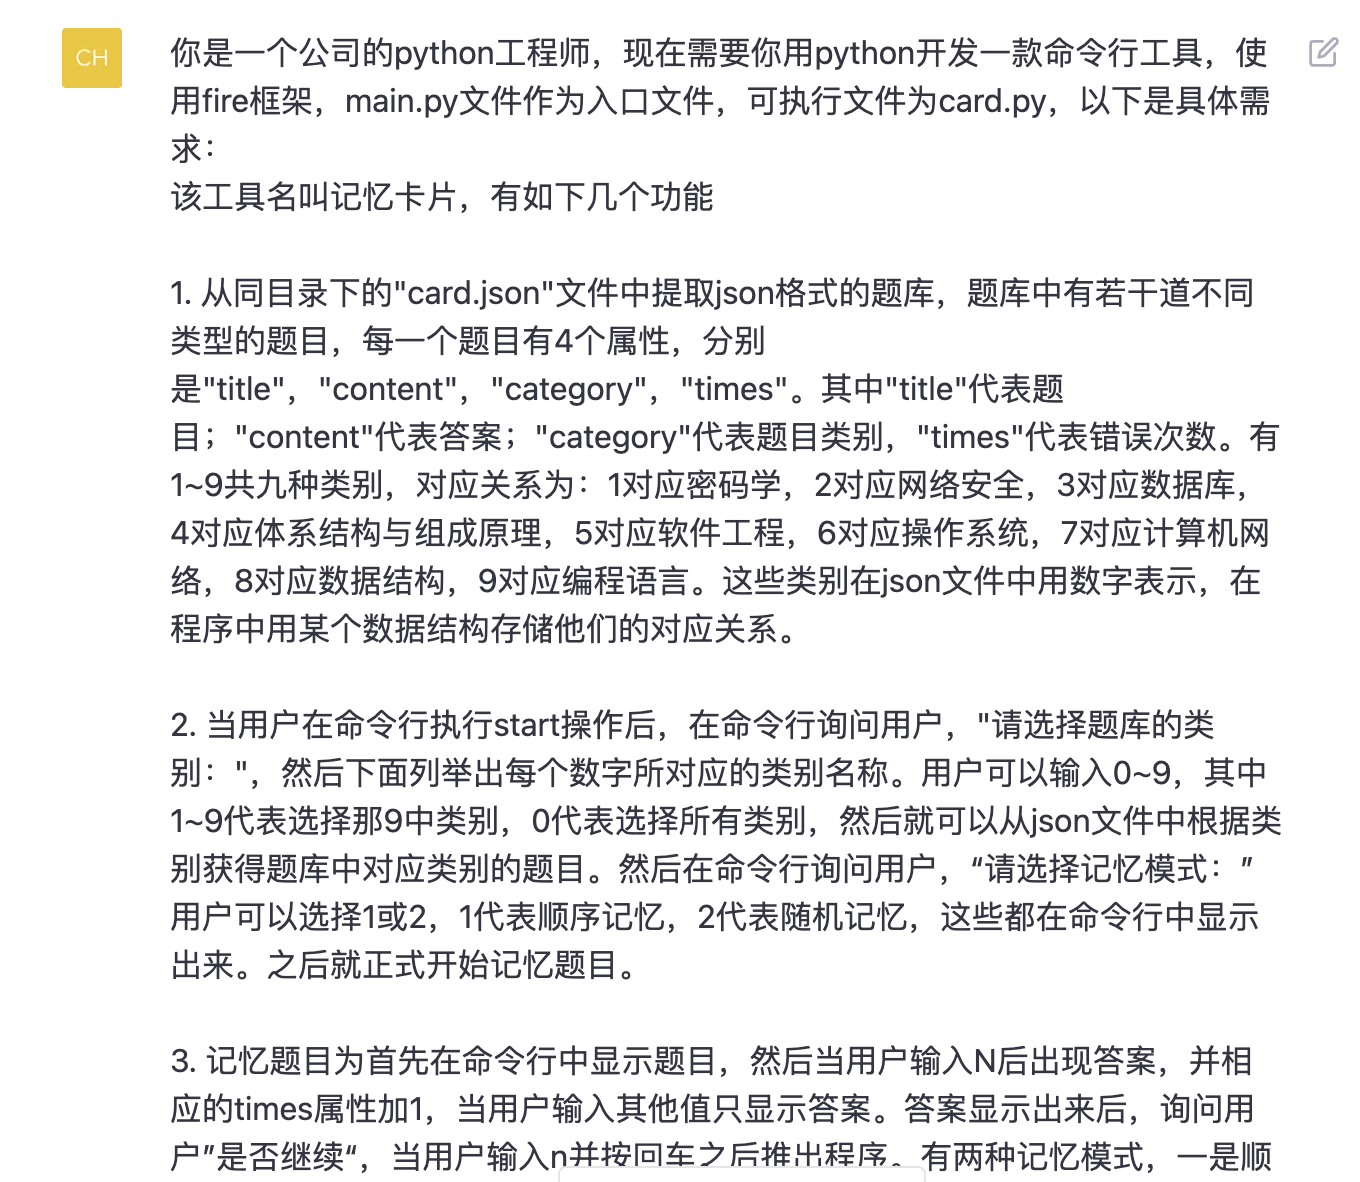 CH
你是一个公司的python工程师，现在需要你用python开发一款命令行工具，使
用fire框架，main.py文件作为入口文件，可执行文件为card.py，以下是具体需
求：
该工具名叫记忆卡片，有如下几个功能
1. 从同目录下的"card.json"文件中提取json格式的题库，题库中有若干道不同
类型的题目，每一个题目有4个属性，分别
是"title"，"content"，"category"，"times"。其中"title"代表题
目；"content"代表答案；"category"代表题目类别，"times"代表错误次数。有
1~9共九种类别，对应关系为：1对应密码学，2对应网络安全，3对应数据库，
4对应体系结构与组成原理，5对应软件工程，6对应操作系统，7对应计算机网
络，8对应数据结构，9对应编程语言。这些类别在json文件中用数字表示，在
程序中用某个数据结构存储他们的对应关系。
2. 当用户在命令行执行start操作后，在命令行询问用户，"请选择题库的类
别："，然后下面列举出每个数字所对应的类别名称。用户可以输入0~9，其中
1~9代表选择那9中类别，0代表选择所有类别，然后就可以从json文件中根据类
别获得题库中对应类别的题目。然后在命令行询问用户，“请选择记忆模式：”
用户可以选择1或2，1代表顺序记忆，2代表随机记忆，这些都在命令行中显示
出来。之后就正式开始记忆题目。
3. 记忆题目为首先在命令行中显示题目，然后当用户输入N后出现答案，并相
应的times属性加1，当用户输入其他值只显示答案。答案显示出来后，询问用
户”是否继续“，当用户输入n并按回车之后推出程序。有两种记忆模式，一是顺